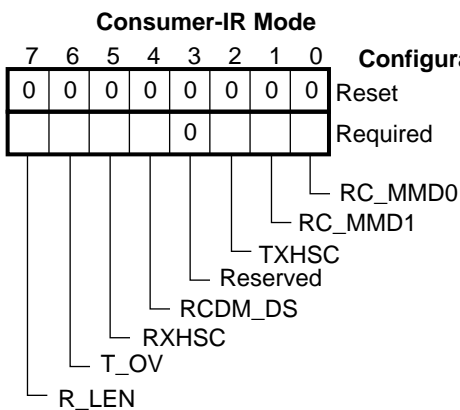 Consumer-IR Mode
7 6 5 4 3 2 1 0 Configura
0 0 0 0 0 0 0 0 Reset
0 Required
RC_MMD0
RC_MMD1
TXHSC
Reserved
RCDM_DS
RXHSC
T_OV
R_LEN